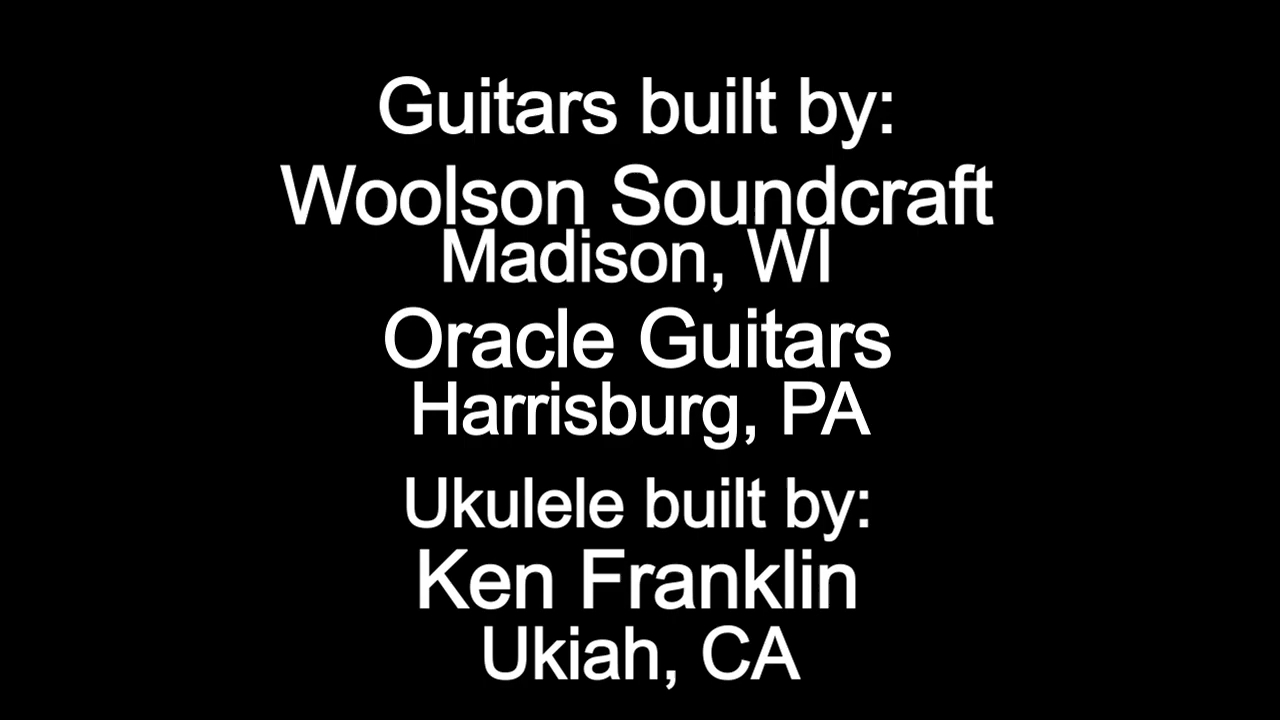 Guitars built by:
Woolson Soundcraft
Madison, WI
Oracle Guitars
Harrisburg, PA
Ukulele built by:
Ken Franklin
Ukiah, CA